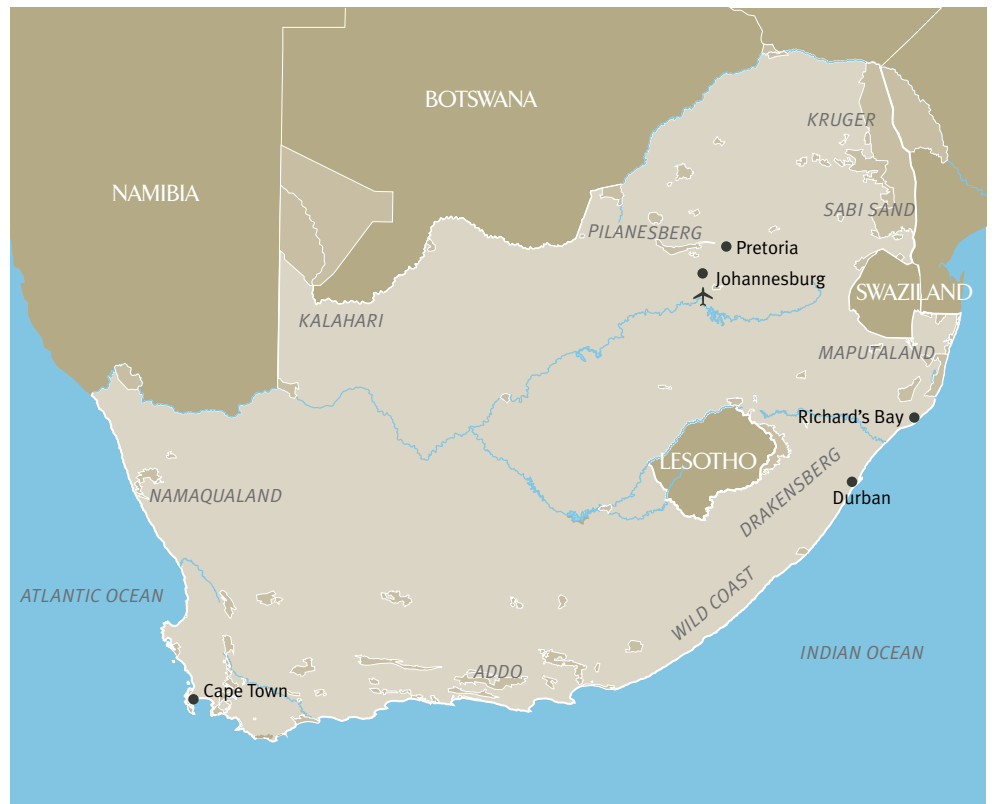 BOTSWANA
KRUGER
NAMIBIA
SABI SAND
PILANESBERG
Pretoria
Johannesburg
SWAZILAND
KALAHARI
MAPUTALAND
Richard's Bay
LESOTHO
DRAKENSBERG
NAMAQUALAND
Durban
ATLANTIC OCEAN
WILD COAST
INDIAN OCEAN
ADDO
Cape Town